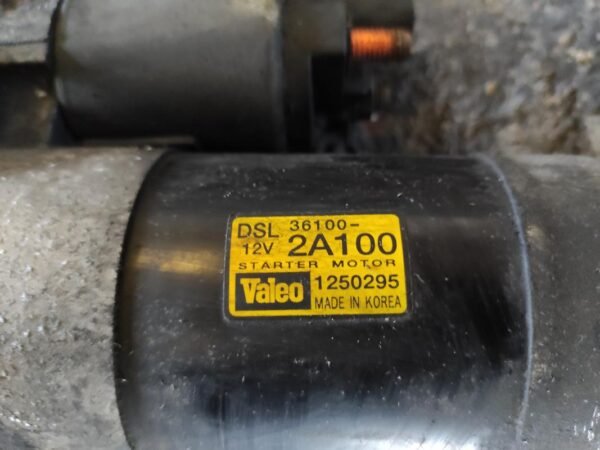 DSL 36100-
12V 2A100
STARTER MOTOR
Valeo 1250295
MADE IN KOREA